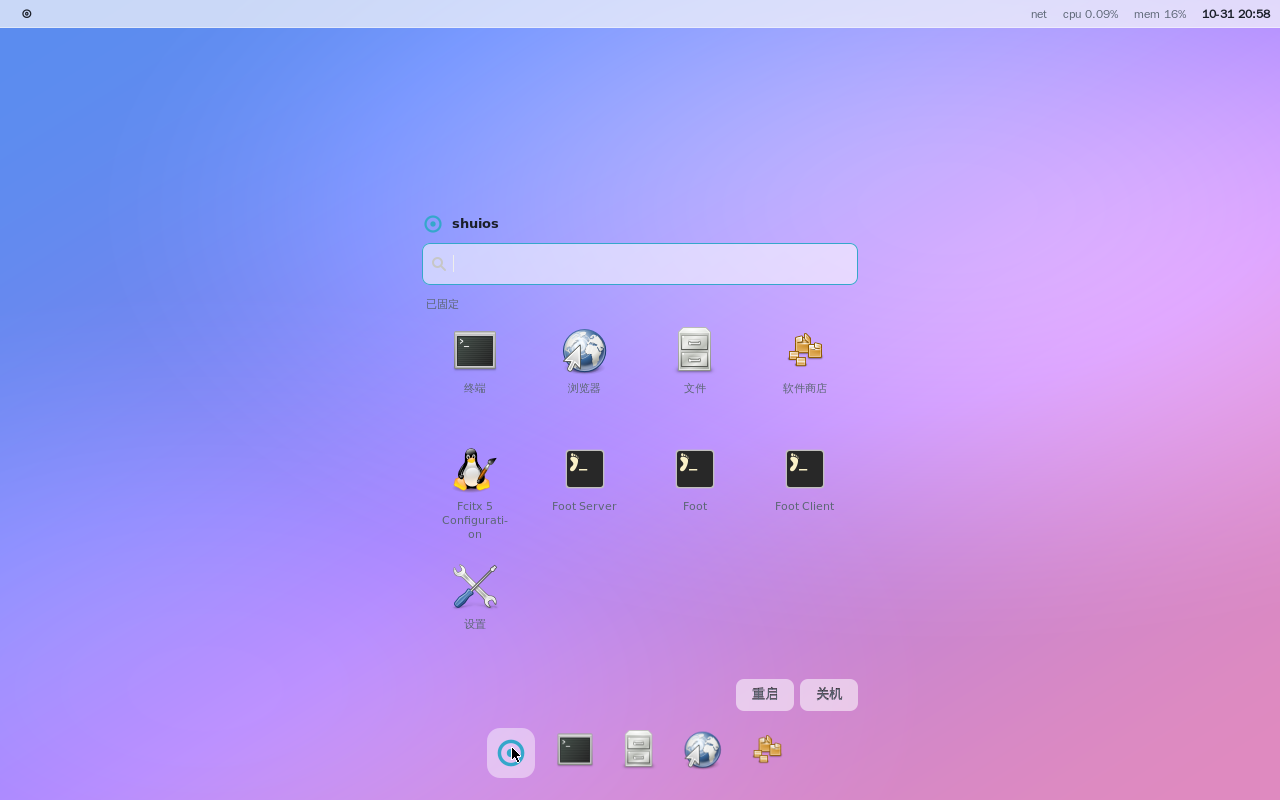 net cpu 0.09% mem 16% 10-31 20:58
shuios
已固定
终端 浏览器 文件 软件商店
Fcitx 5 Foot Server Foot Foot Client
Configurati-
on
设置
重启 关机